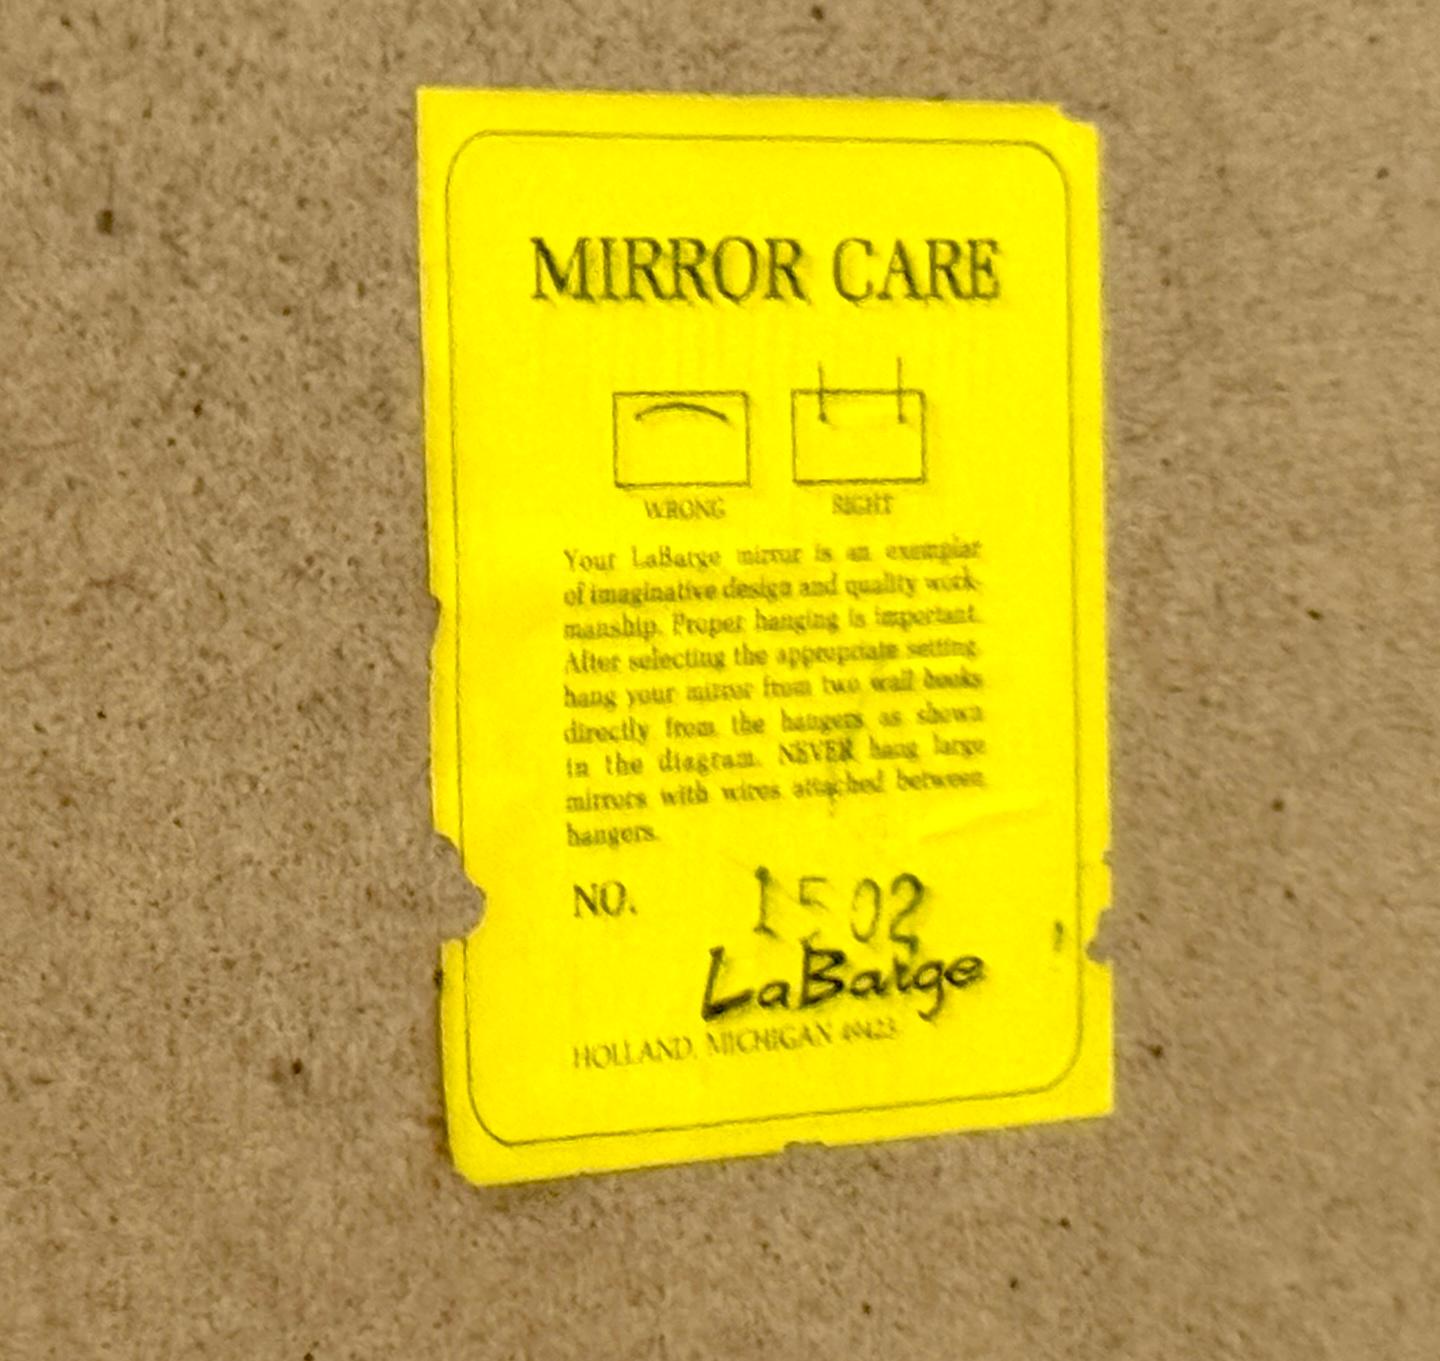 MIRROR CARE
WRONG RIGHT
Your LaBarge mirror is an exemplar
of imaginative design and quality work-
manship. Proper hanging is important.
After selecting the appropriate setting,
hang your mirror from two wall hooks
directly from the hangers as shown
in the diagram. NEVER hang large
mirrors with wires attached between
hangers.
NO. 1502
LaBarge
HOLLAND, MICHIGAN 49423